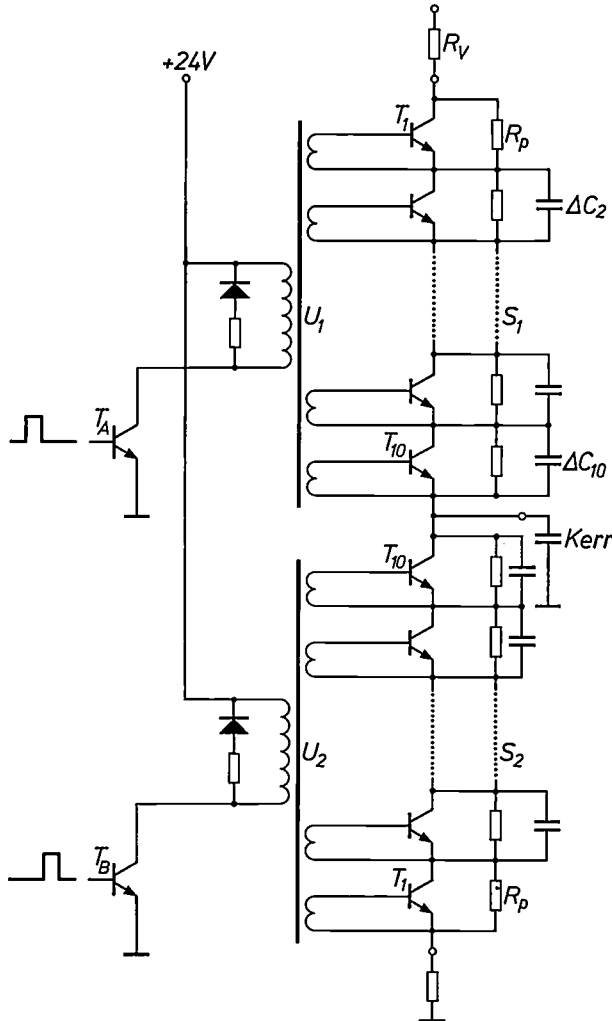 R_V
+24V
T_1
R_p
ΔC_2
U_1
S_1
T_A
T_10
ΔC_10
Kerr
T_10
U_2
S_2
T_B
T_1
R_p